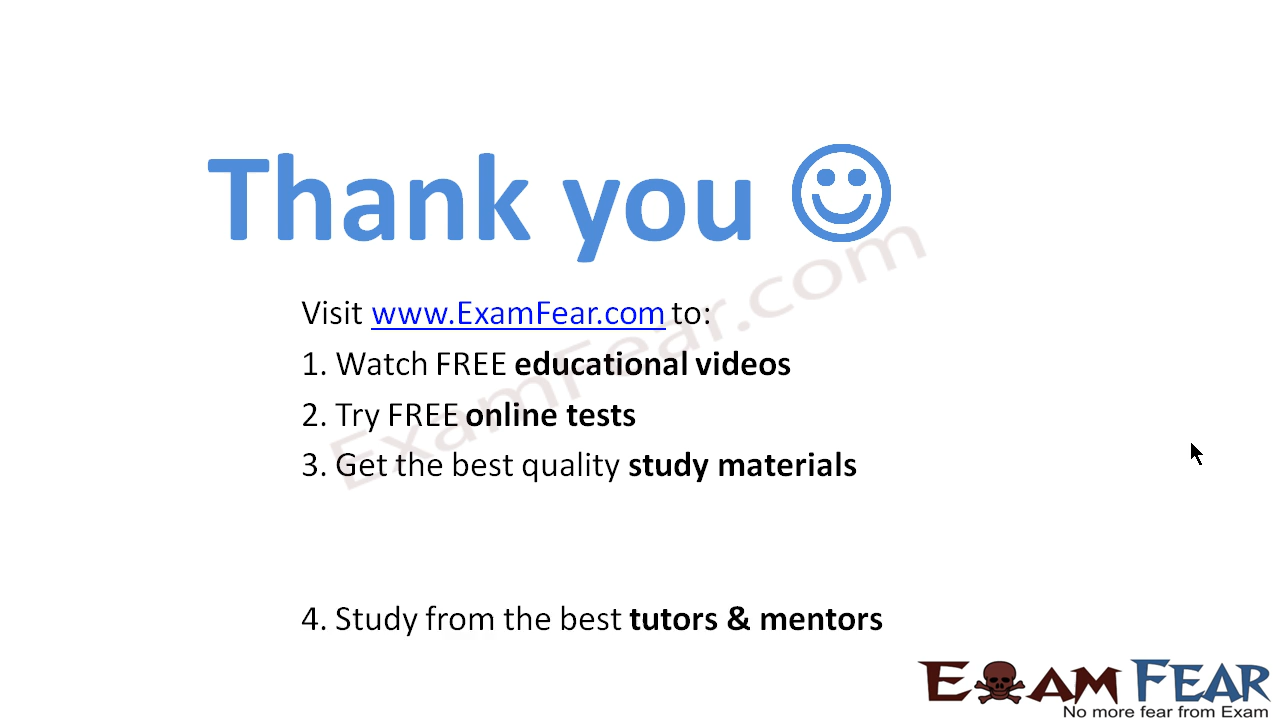 Thank you ☺
Visit www.ExamFear.com to:
1. Watch FREE educational videos
2. Try FREE online tests
3. Get the best quality study materials
4. Study from the best tutors & mentors
ExamFear.com
EXAM FEAR
No more fear from Exam